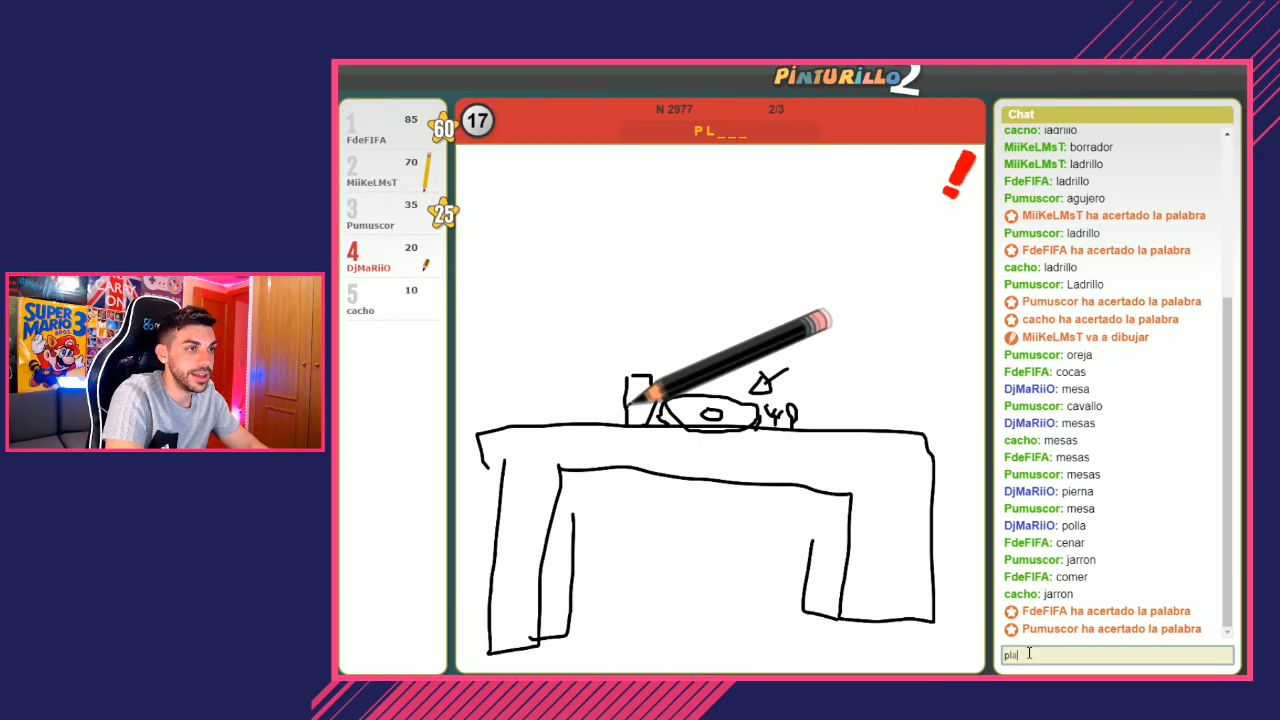 PINTURILLO 2
N 2977 2/3
17
PL___
1 85 60
FdeFIFA
2 70
MiiKeLMsT
3 35 25
Pumuscor
4 20
DjMaRiiO
5 10
cacho
SUPER
MARIO
BROS. 3
CARRY
ON
Chat
cacho: ladrillo
MiiKeLMsT: borrador
MiiKeLMsT: ladrillo
FdeFIFA: ladrillo
Pumuscor: agujero
MiiKeLMsT ha acertado la palabra
Pumuscor: ladrillo
FdeFIFA ha acertado la palabra
cacho: ladrillo
Pumuscor: Ladrillo
Pumuscor ha acertado la palabra
cacho ha acertado la palabra
MiiKeLMsT va a dibujar
Pumuscor: oreja
FdeFIFA: cocas
DjMaRiiO: mesa
Pumuscor: cavallo
DjMaRiiO: mesas
cacho: mesas
FdeFIFA: mesas
Pumuscor: mesas
DjMaRiiO: pierna
Pumuscor: mesa
DjMaRiiO: polla
FdeFIFA: cenar
Pumuscor: jarron
FdeFIFA: comer
cacho: jarron
FdeFIFA ha acertado la palabra
Pumuscor ha acertado la palabra
pla